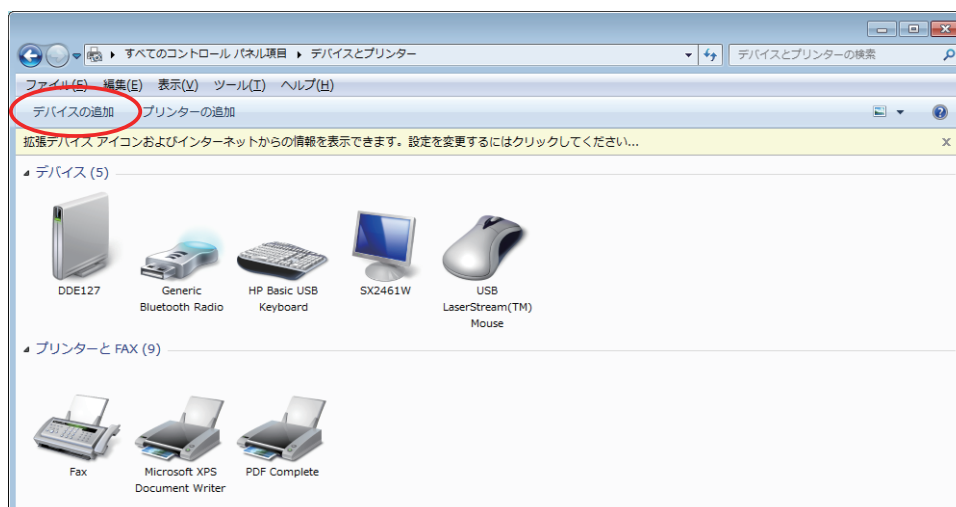 すべてのコントロール パネル項目 ▶ デバイスとプリンター
デバイスとプリンターの検索
ファイル(F) 編集(E) 表示(V) ツール(T) ヘルプ(H)
デバイスの追加 プリンターの追加
拡張デバイス アイコンおよびインターネットからの情報を表示できます。設定を変更するにはクリックしてください...
デバイス (5)
DDE127
Generic
Bluetooth Radio
HP Basic USB
Keyboard
SX2461W
USB
LaserStream(TM)
Mouse
プリンターと FAX (9)
Fax
Microsoft XPS
Document Writer
PDF Complete